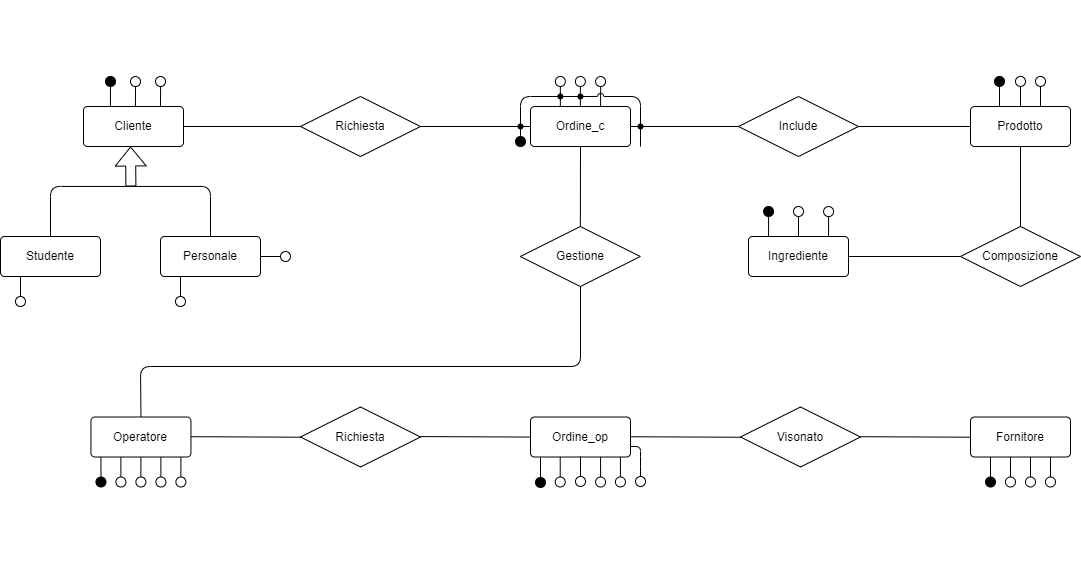 Cliente
Richiesta
Ordine_c
Include
Prodotto
Studente
Personale
Gestione
Ingrediente
Composizione
Operatore
Richiesta
Ordine_op
Visonato
Fornitore